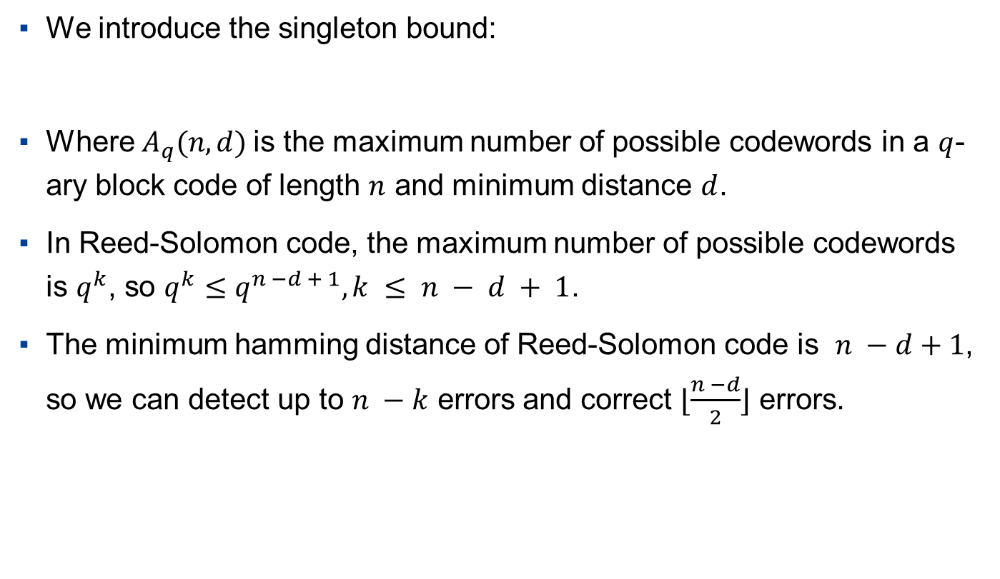 ▪ We introduce the singleton bound:
▪ Where $A_q(n, d)$ is the maximum number of possible codewords in a $q$-
ary block code of length $n$ and minimum distance $d$.
▪ In Reed-Solomon code, the maximum number of possible codewords
is $q^k$, so $q^k \leq q^{n-d+1}, k \leq n - d + 1$.
▪ The minimum hamming distance of Reed-Solomon code is $n - d + 1$,
so we can detect up to $n - k$ errors and correct $\lfloor \frac{n-d}{2} \rfloor$ errors.